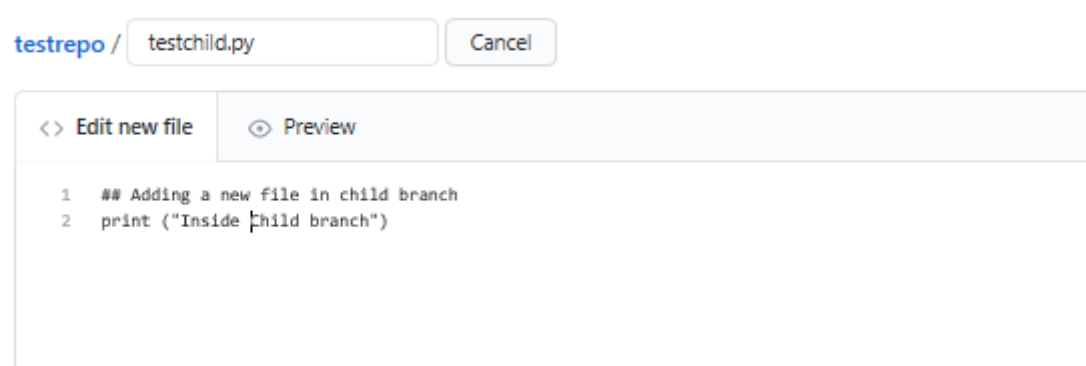 testrepo / testchild.py Cancel
<> Edit new file Preview
1 ## Adding a new file in child branch
2 print ("Inside Child branch")